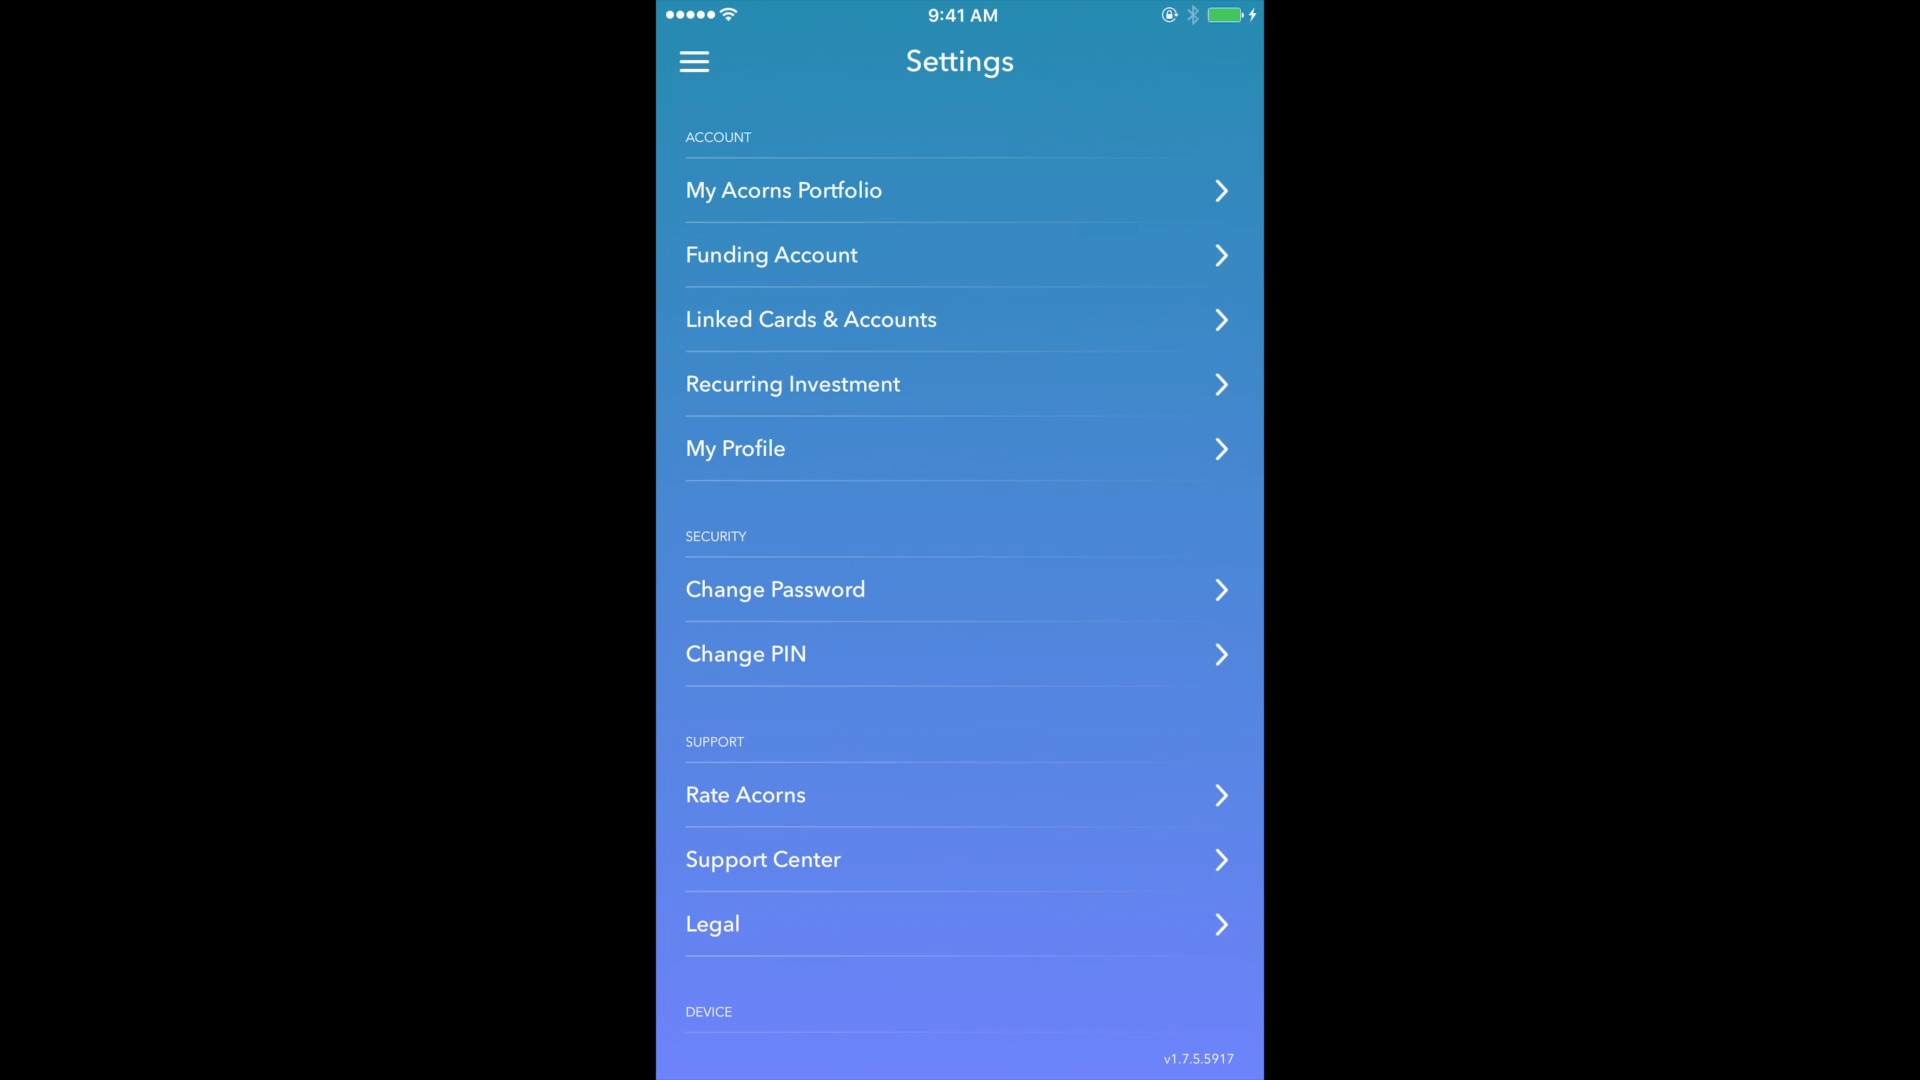 9:41 AM
Settings
ACCOUNT
My Acorns Portfolio
Funding Account
Linked Cards & Accounts
Recurring Investment
My Profile
SECURITY
Change Password
Change PIN
SUPPORT
Rate Acorns
Support Center
Legal
DEVICE
v1.7.5.5917